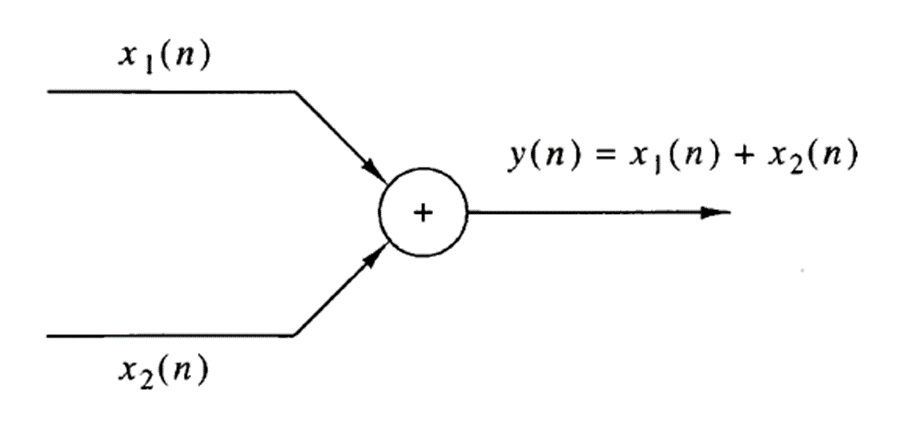 x₁(n)
y(n) = x₁(n) + x₂(n)
+
x₂(n)